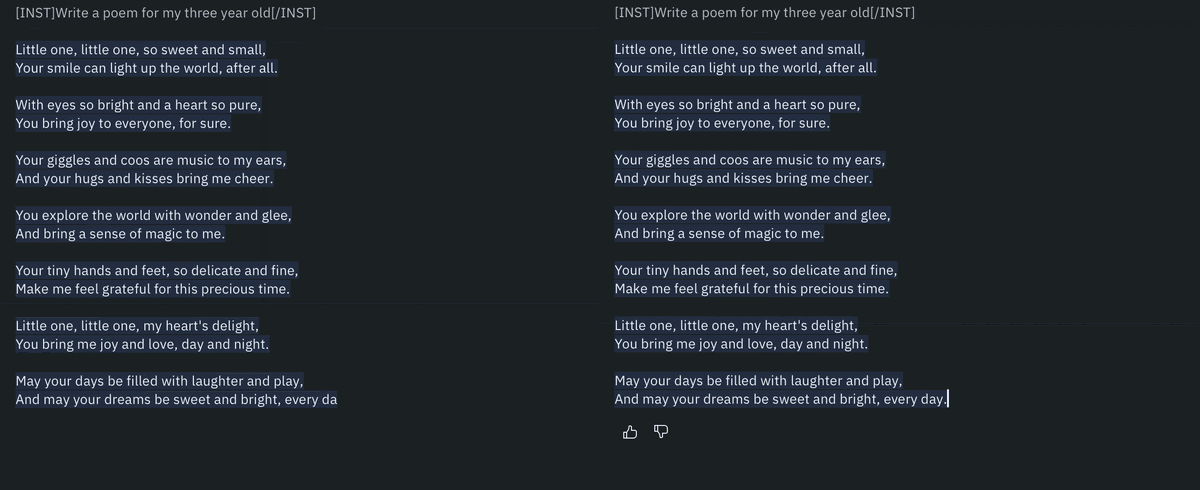 [INST]Write a poem for my three year old[/INST]
Little one, little one, so sweet and small,
Your smile can light up the world, after all.
With eyes so bright and a heart so pure,
You bring joy to everyone, for sure.
Your giggles and coos are music to my ears,
And your hugs and kisses bring me cheer.
You explore the world with wonder and glee,
And bring a sense of magic to me.
Your tiny hands and feet, so delicate and fine,
Make me feel grateful for this precious time.
Little one, little one, my heart's delight,
You bring me joy and love, day and night.
May your days be filled with laughter and play,
And may your dreams be sweet and bright, every da
[INST]Write a poem for my three year old[/INST]
Little one, little one, so sweet and small,
Your smile can light up the world, after all.
With eyes so bright and a heart so pure,
You bring joy to everyone, for sure.
Your giggles and coos are music to my ears,
And your hugs and kisses bring me cheer.
You explore the world with wonder and glee,
And bring a sense of magic to me.
Your tiny hands and feet, so delicate and fine,
Make me feel grateful for this precious time.
Little one, little one, my heart's delight,
You bring me joy and love, day and night.
May your days be filled with laughter and play,
And may your dreams be sweet and bright, every day.